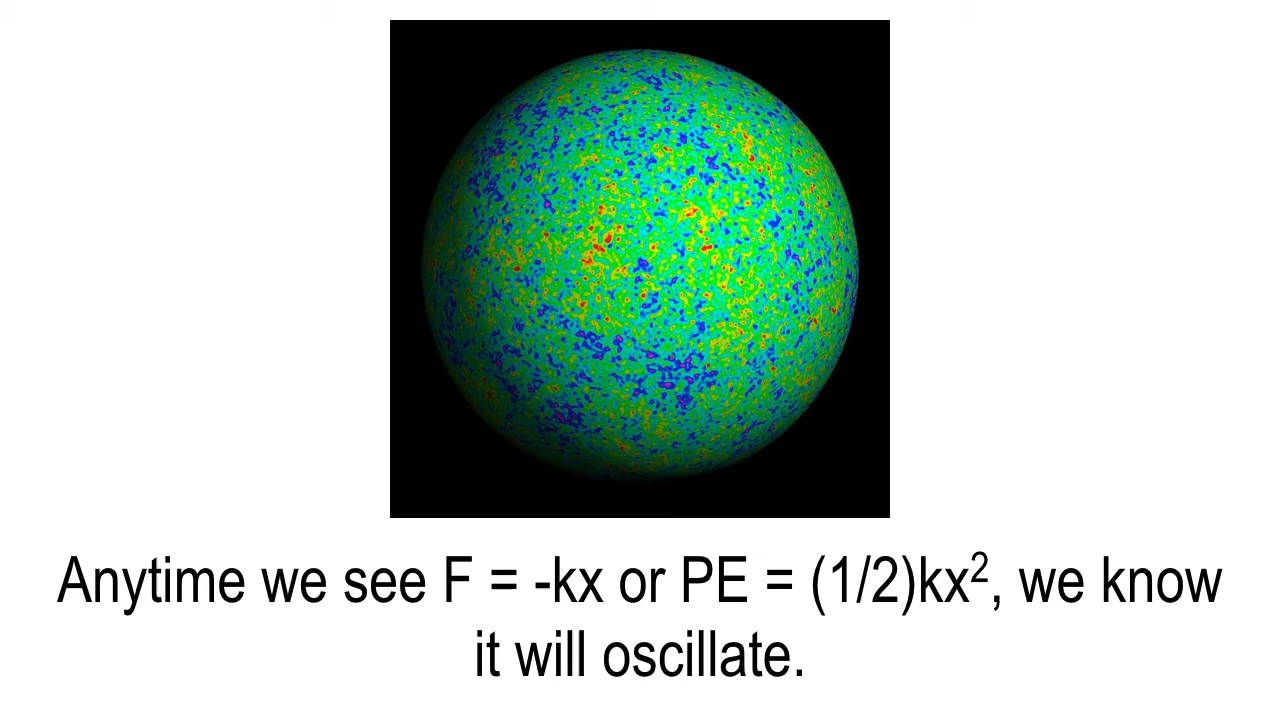 Anytime we see F = -kx or PE = (1/2)kx², we know
it will oscillate.